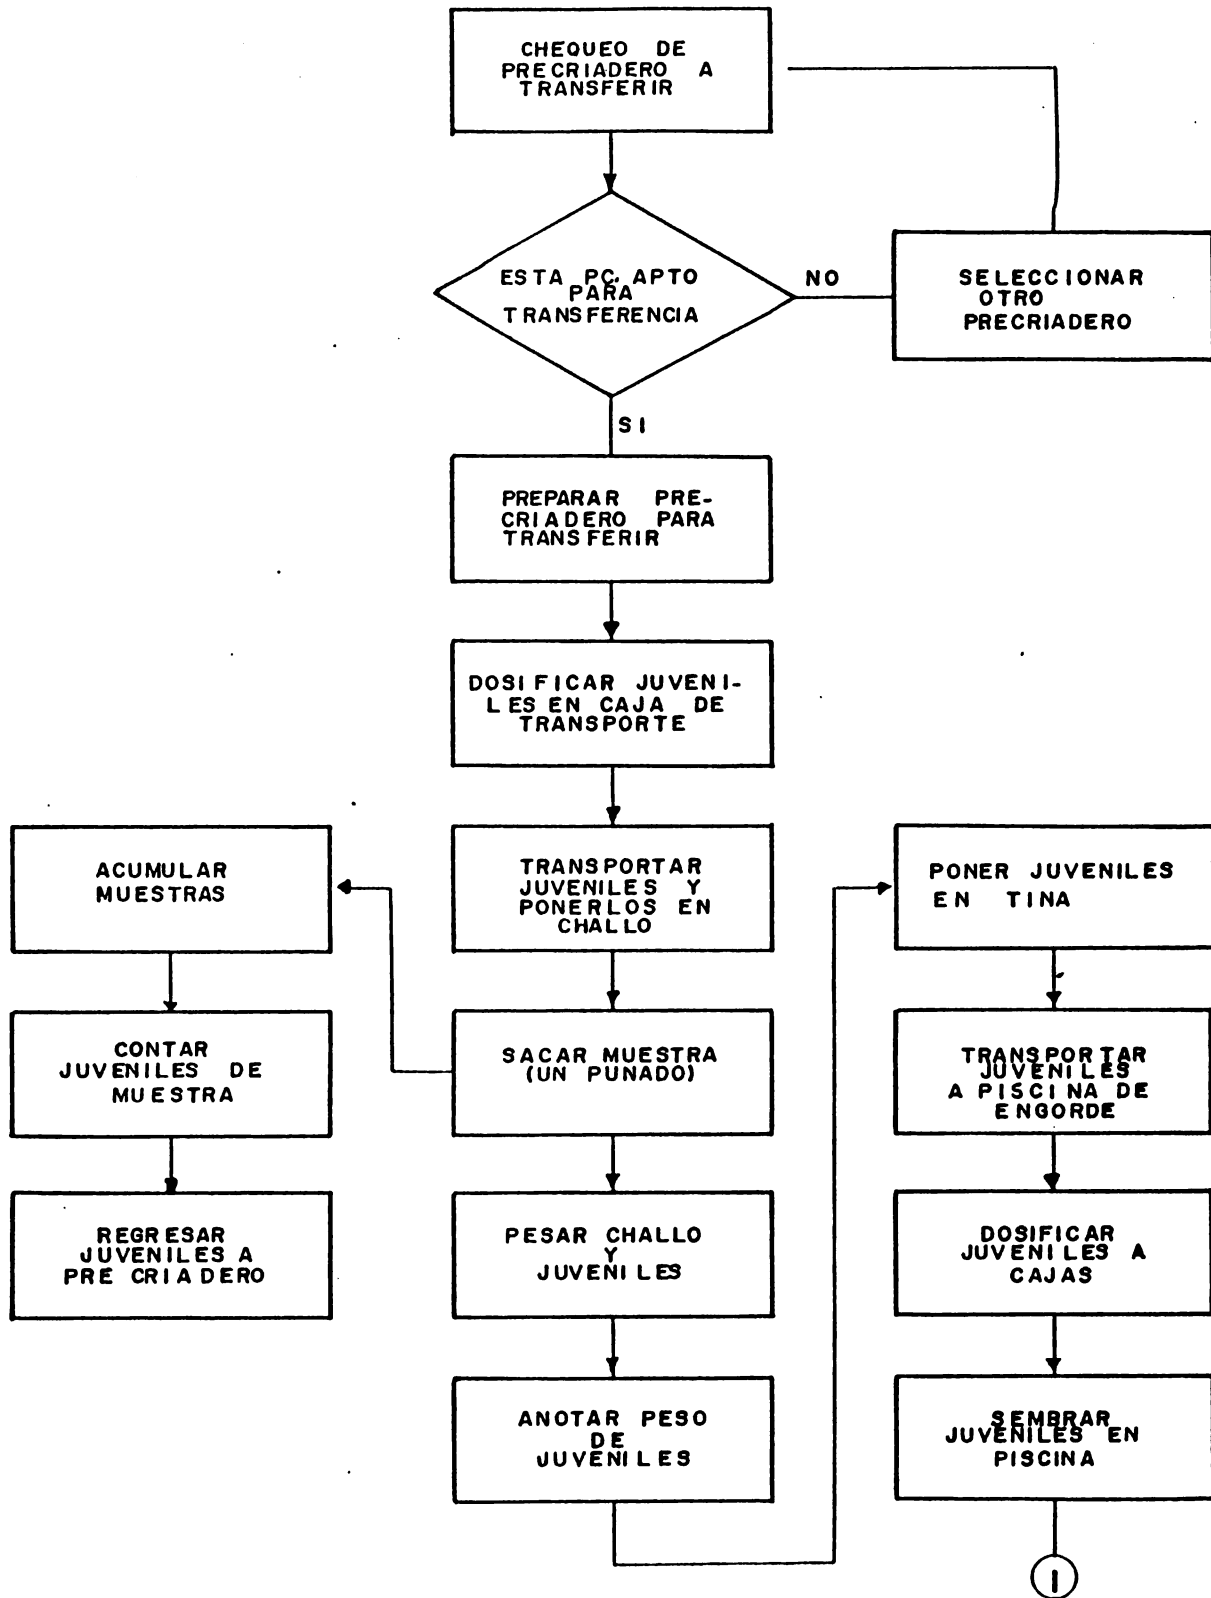 CHEQUEO DE
PRECRIADERO A
TRANSFERIR
ESTA PC. APTO
PARA
TRANSFERENCIA
NO
SELECCIONAR
OTRO
PRECRIADERO
SI
PREPARAR PRE-
CRIADERO PARA
TRANSFERIR
DOSIFICAR JUVENI-
LES EN CAJA DE
TRANSPORTE
TRANSPORTAR
JUVENILES Y
PONERLOS EN
CHALLO
SACAR MUESTRA
(UN PUNADO)
ACUMULAR
MUESTRAS
CONTAR
JUVENILES DE
MUESTRA
REGRESAR
JUVENILES A
PRE CRIADERO
PESAR CHALLO
Y
JUVENILES
ANOTAR PESO
DE
JUVENILES
PONER JUVENILES
EN TINA
TRANSPORTAR
JUVENILES
A PISCINA DE
ENGORDE
DOSIFICAR
JUVENILES A
CAJAS
SEMBRAR
JUVENILES EN
PISCINA
I